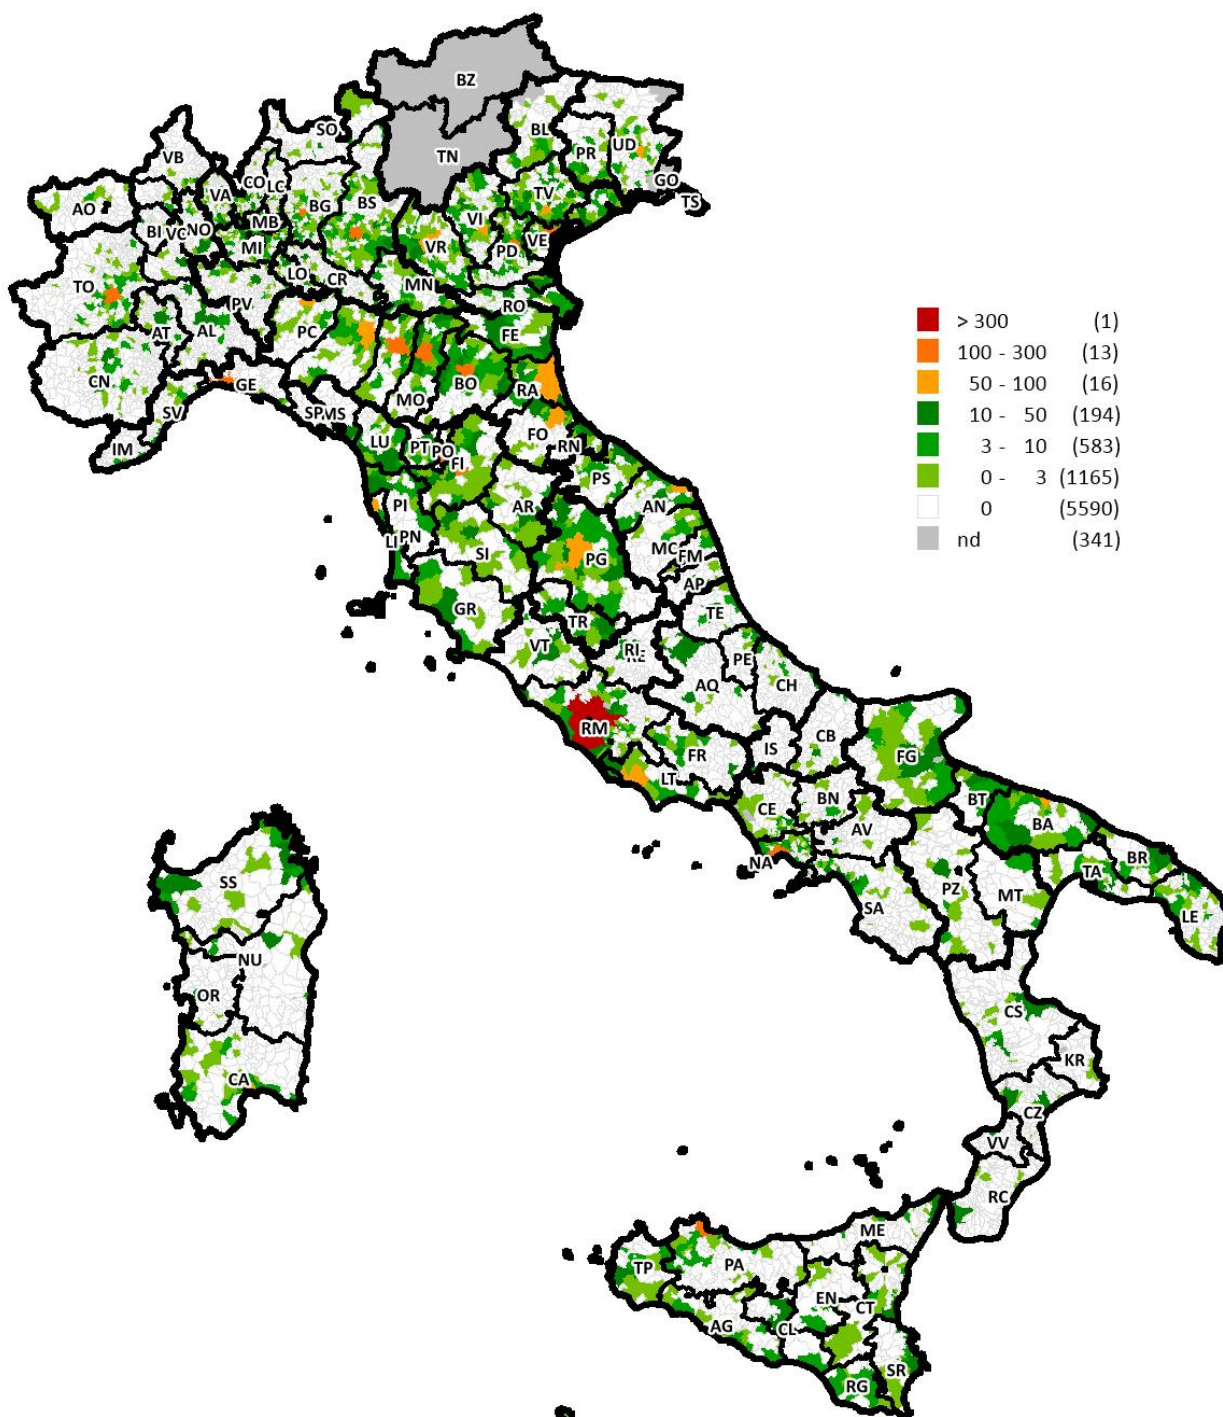 BZ
SO
BL
UD
VB
TN
PR
CO
LC
GO
VA
BG
BS
TV
TS
AO
VI
MB
BI
VC
NO
MI
VR
VE
PD
LO
CR
MN
TO
PV
RO
PC
FE
AT
AL
CN
GE
BO
RA
MO
SV
SP
MS
LU
PT
PO
FI
FO
RN
IM
PS
PI
AR
AN
LI
PN
SI
PG
MC
FM
AP
GR
TR
TE
VT
RI
PE
AQ
CH
RM
CB
IS
FR
FG
LT
CE
BN
BT
AV
BA
NA
BR
TA
SS
PZ
MT
SA
LE
NU
OR
CS
KR
CA
CZ
VV
RC
ME
TP
PA
EN
CT
AG
CL
SR
RG
> 300 (1)
100 - 300 (13)
50 - 100 (16)
10 - 50 (194)
3 - 10 (583)
0 - 3 (1165)
0 (5590)
nd (341)